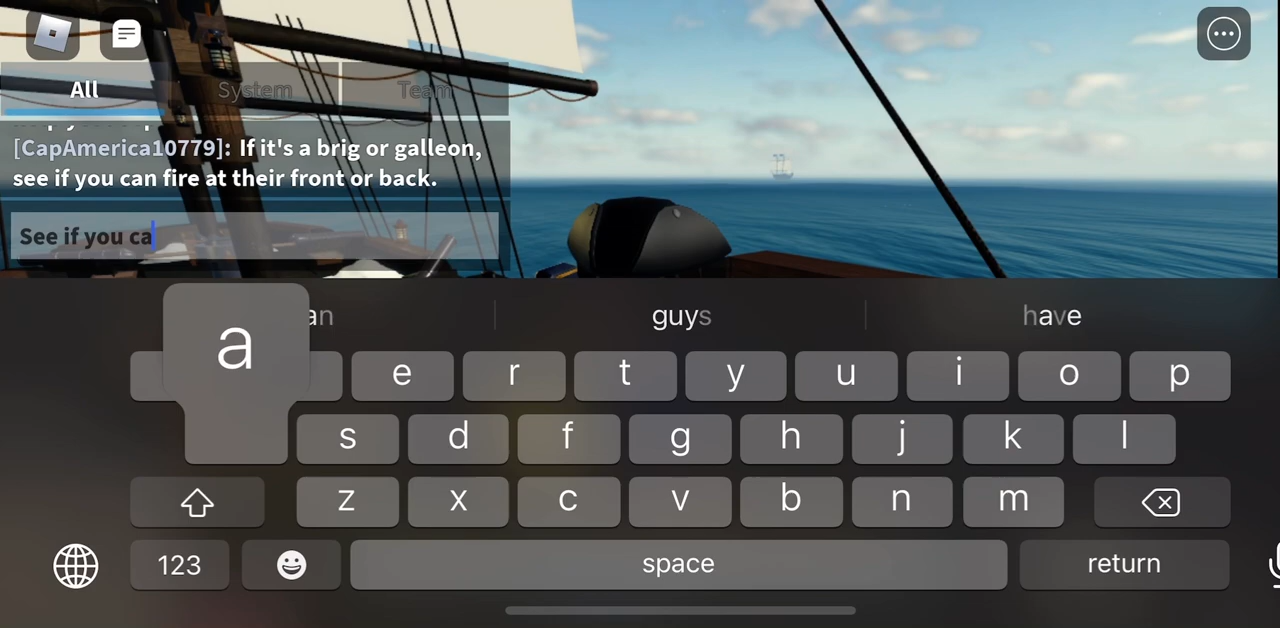 All System Team
[CapAmerica10779]: If it's a brig or galleon,
see if you can fire at their front or back.
See if you ca
guys have
a
e r t y u i o p
s d f g h j k l
z x c v b n m
123 space return